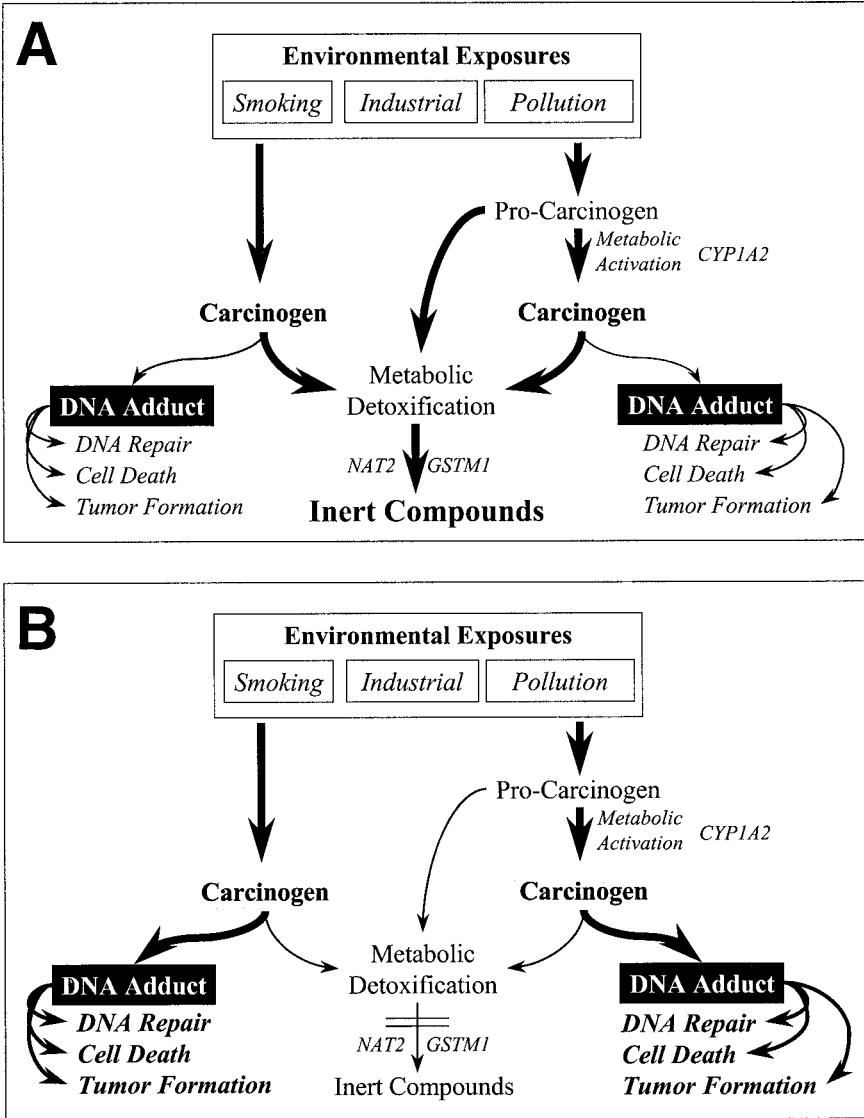 A
Environmental Exposures
Smoking
Industrial
Pollution
Pro-Carcinogen
Metabolic
Activation
CYP1A2
Carcinogen
Carcinogen
Metabolic
Detoxification
DNA Adduct
DNA Repair
Cell Death
Tumor Formation
DNA Adduct
DNA Repair
Cell Death
Tumor Formation
NAT2
GSTM1
Inert Compounds
B
Environmental Exposures
Smoking
Industrial
Pollution
Pro-Carcinogen
Metabolic
Activation
CYP1A2
Carcinogen
Carcinogen
Metabolic
Detoxification
DNA Adduct
DNA Repair
Cell Death
Tumor Formation
DNA Adduct
DNA Repair
Cell Death
Tumor Formation
NAT2
GSTM1
Inert Compounds